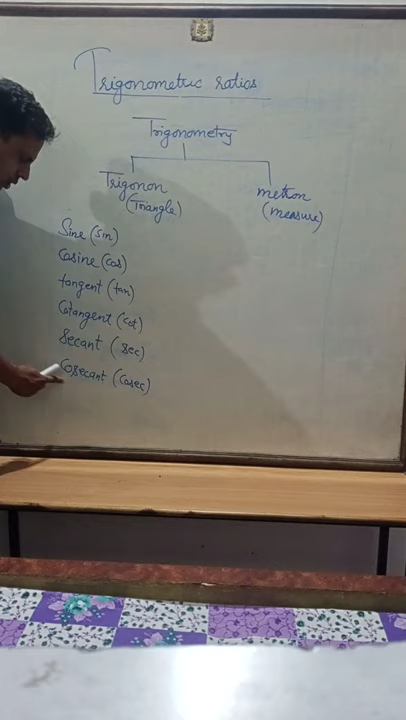 Trigonometric ratios
Trigonometry
Trigonon metron
(Triangle) (measure)
Sine (Sin)
Cosine (cos)
tangent (tan)
Cotangent (cot)
Secant (sec)
Cosecant (Cosec)